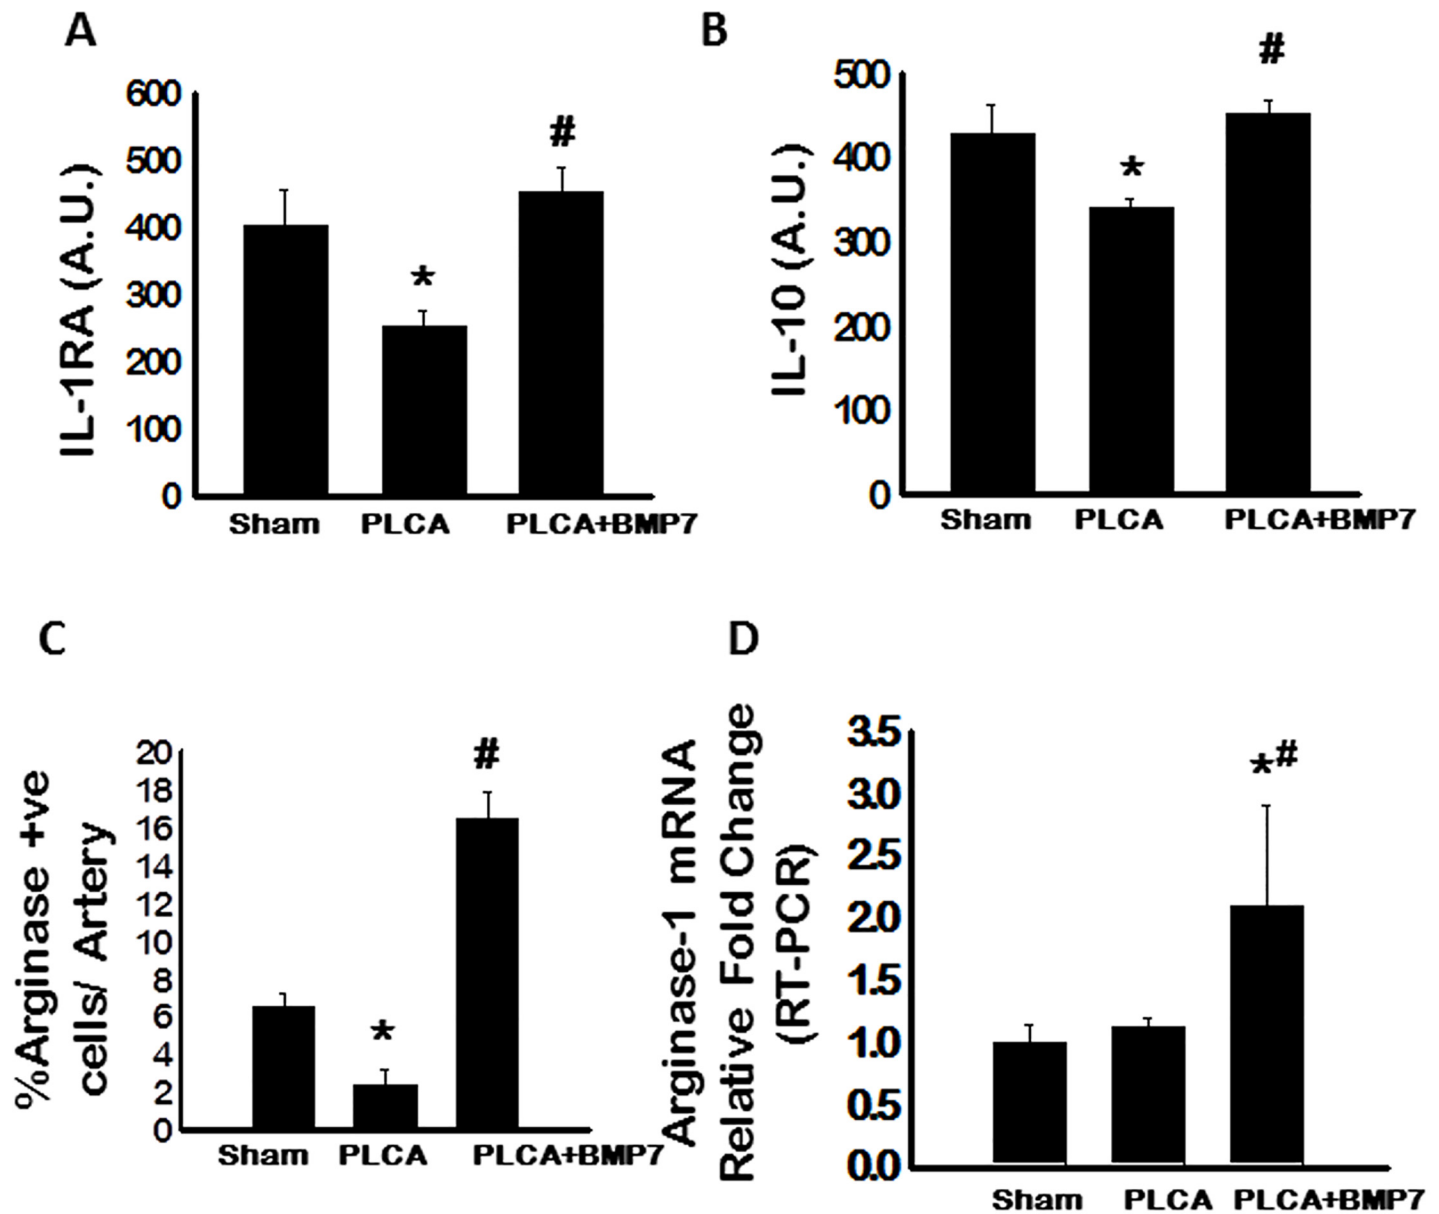 A
IL-1RA (A.U.)
600
500
400
300
200
100
0
#
*
Sham PLCA PLCA+BMP7
B
IL-10 (A.U.)
500
400
300
200
100
0
#
*
Sham PLCA PLCA+BMP7
C
%Arginase +ve
cells/ Artery
20
18
16
14
12
10
8
6
4
2
0
#
*
Sham PLCA PLCA+BMP7
D
Arginase-1 mRNA
Relative Fold Change
(RT-PCR)
3.5
3.0
2.5
2.0
1.5
1.0
0.5
0.0
*#
Sham PLCA PLCA+BMP7